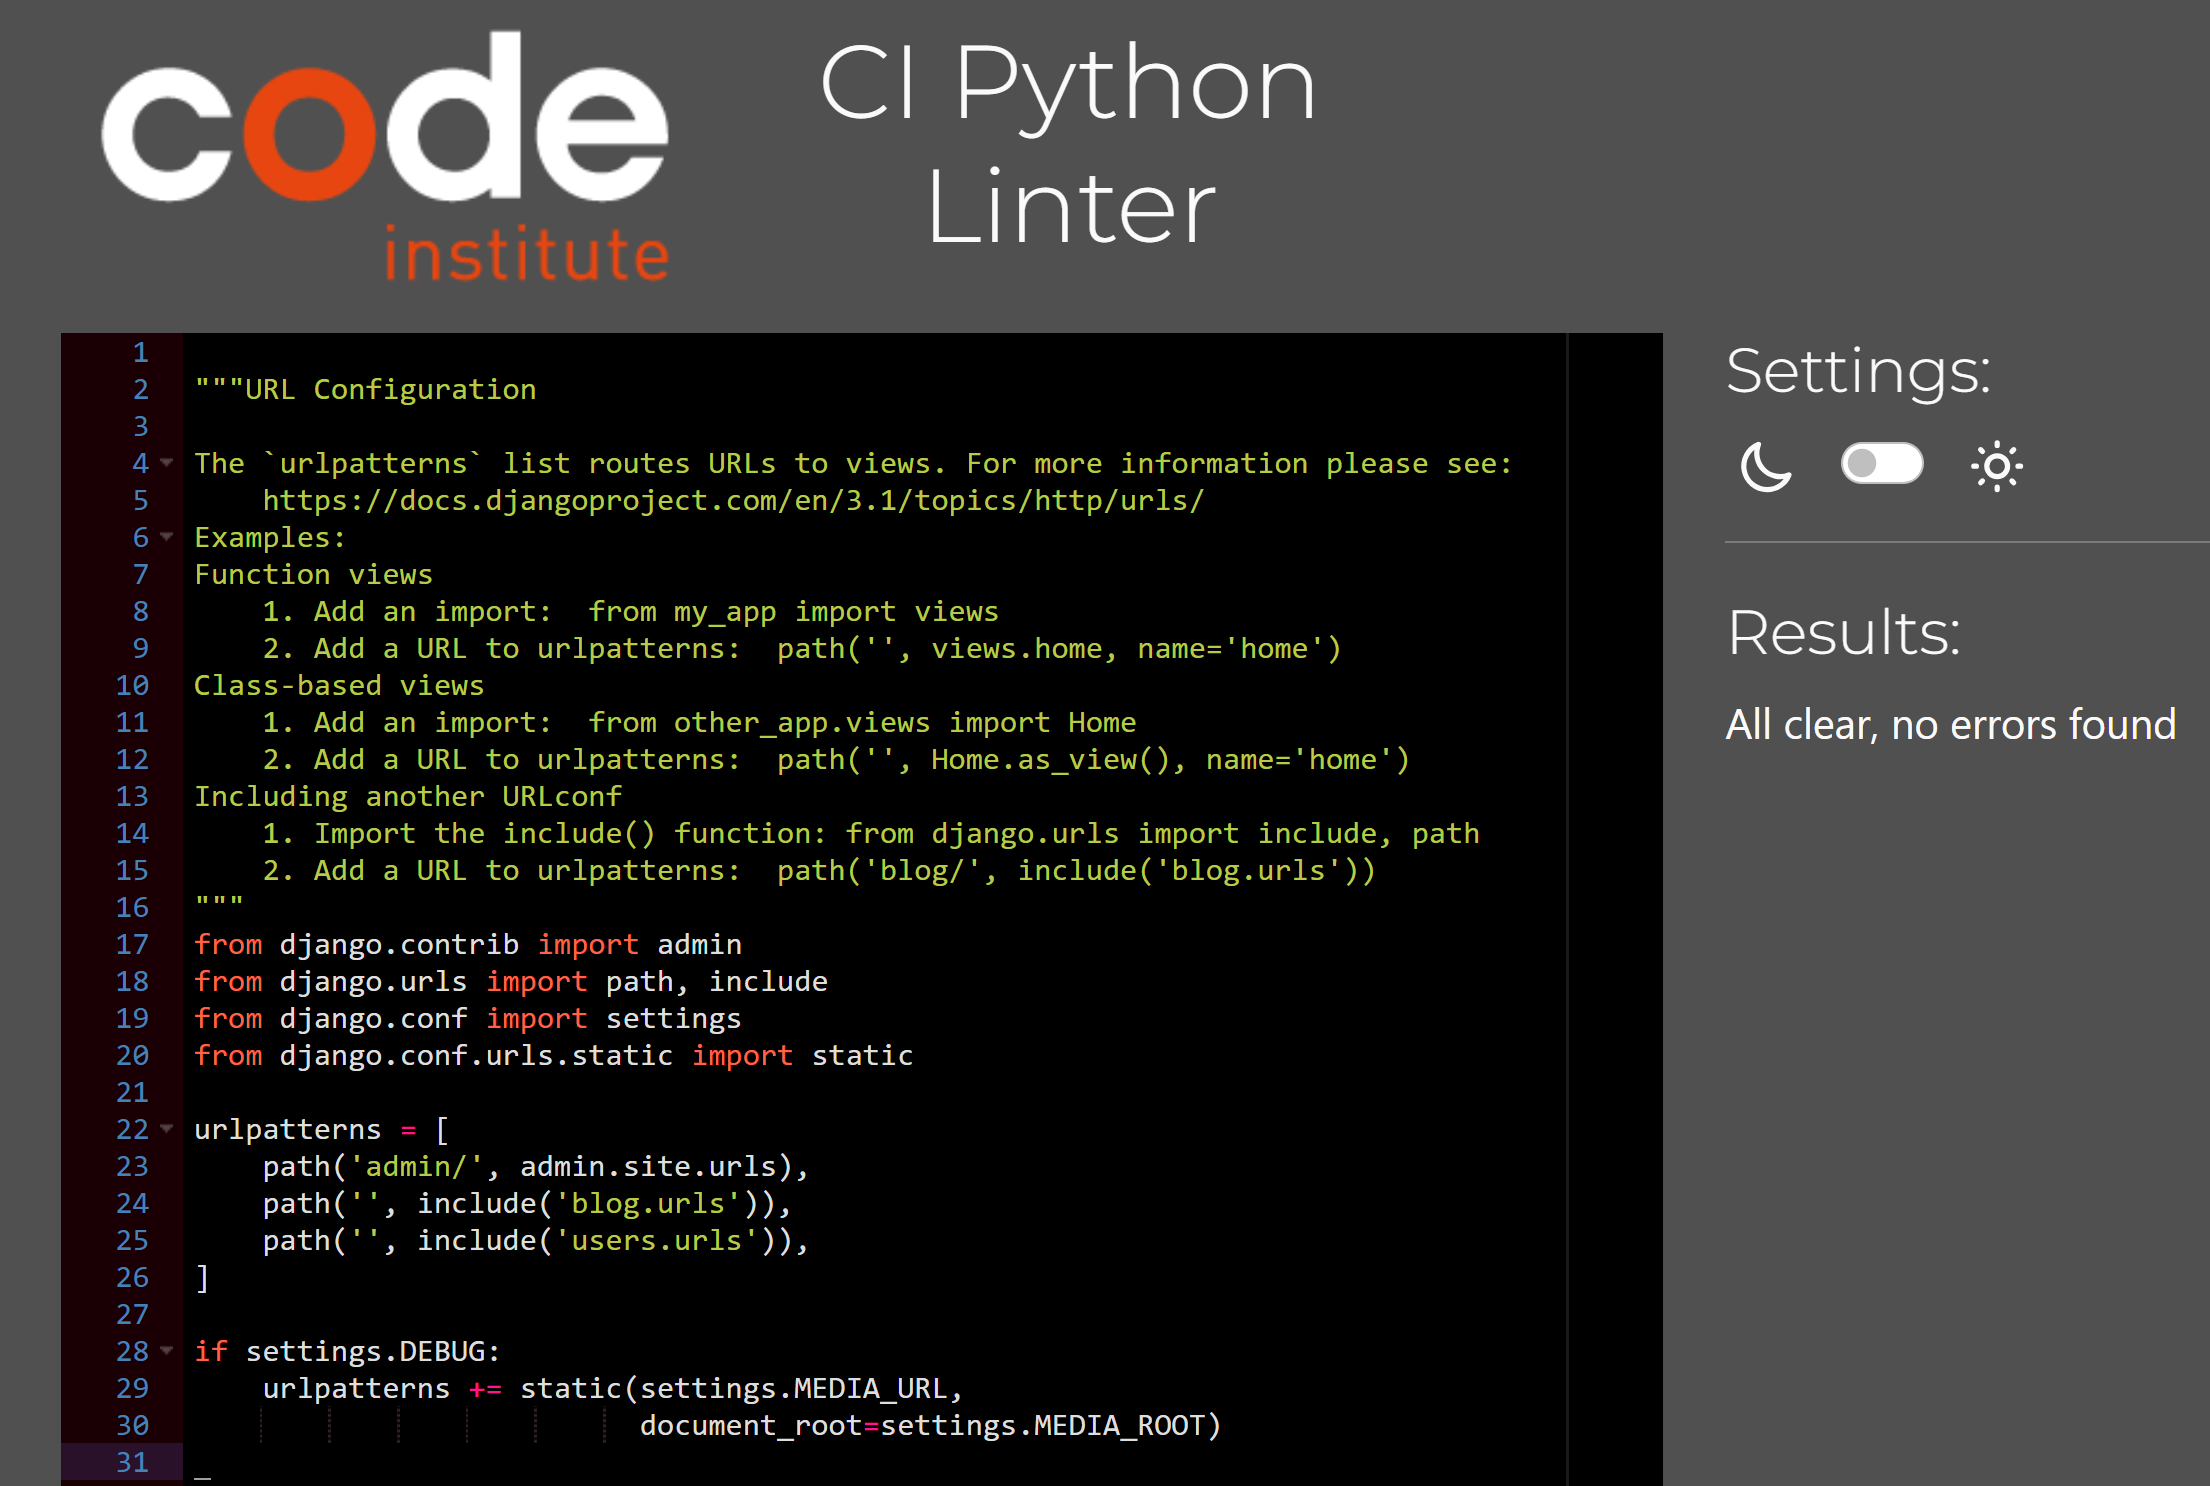 code
institute
CI Python
Linter
1
2 """URL Configuration
3
4 The `urlpatterns` list routes URLs to views. For more information please see:
5     https://docs.djangoproject.com/en/3.1/topics/http/urls/
6 Examples:
7 Function views
8     1. Add an import:  from my_app import views
9     2. Add a URL to urlpatterns:  path('', views.home, name='home')
10 Class-based views
11     1. Add an import:  from other_app.views import Home
12     2. Add a URL to urlpatterns:  path('', Home.as_view(), name='home')
13 Including another URLconf
14     1. Import the include() function: from django.urls import include, path
15     2. Add a URL to urlpatterns:  path('blog/', include('blog.urls'))
16 """
17 from django.contrib import admin
18 from django.urls import path, include
19 from django.conf import settings
20 from django.conf.urls.static import static
21
22 urlpatterns = [
23     path('admin/', admin.site.urls),
24     path('', include('blog.urls')),
25     path('', include('users.urls')),
26 ]
27
28 if settings.DEBUG:
29     urlpatterns += static(settings.MEDIA_URL,
30                           document_root=settings.MEDIA_ROOT)
31
Settings:
Results:
All clear, no errors found